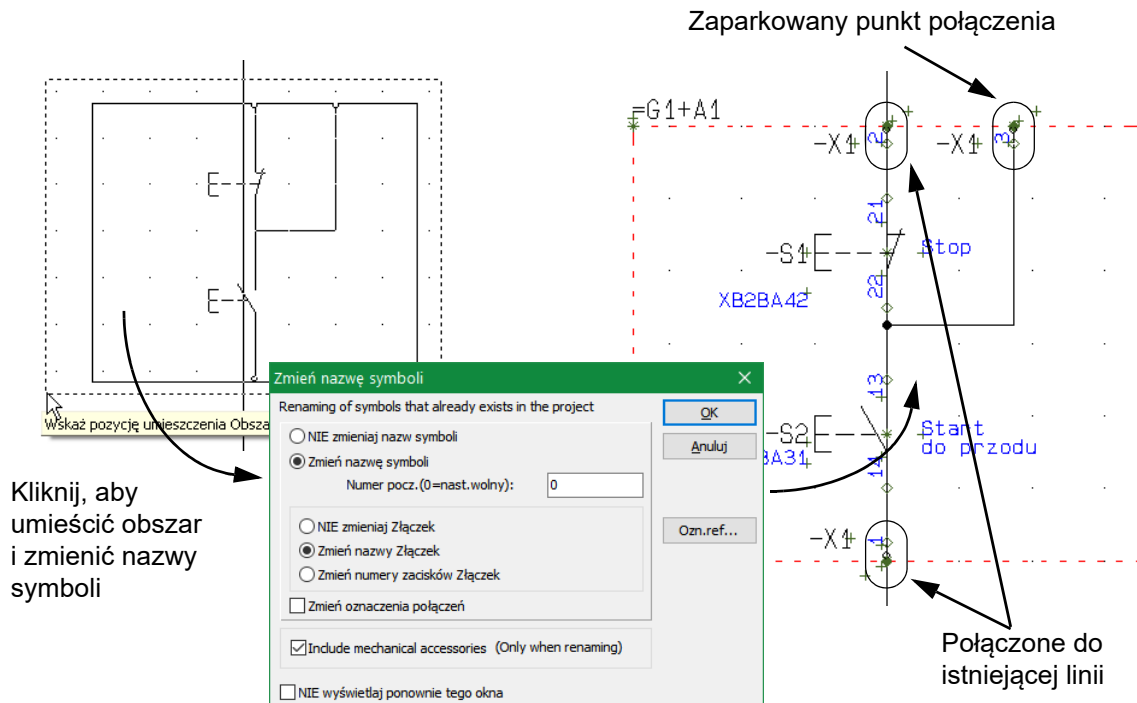 Zaparkowany punkt połączenia
=G1+A1
-X1
2
-X1
3
21
-S1
Stop
22
XB2BA42
Wskaż pozycję umieszczenia Obsza
Kliknij, aby
umieścić obszar
i zmienić nazwy
symboli
Zmień nazwę symboli
Renaming of symbols that already exists in the project
NIE zmieniaj nazw symboli
Zmień nazwę symboli
Numer pocz.(0=nast.wolny):
0
NIE zmieniaj Złączek
Zmień nazwy Złączek
Zmień numery zacisków Złączek
Zmień oznaczenia połączeń
Include mechanical accessories (Only when renaming)
NIE wyświetlaj ponownie tego okna
OK
Anuluj
Ozn.ref...
13
-S2
Start
do przodu
BA31
14
-X1
1
Połączone do
istniejącej linii